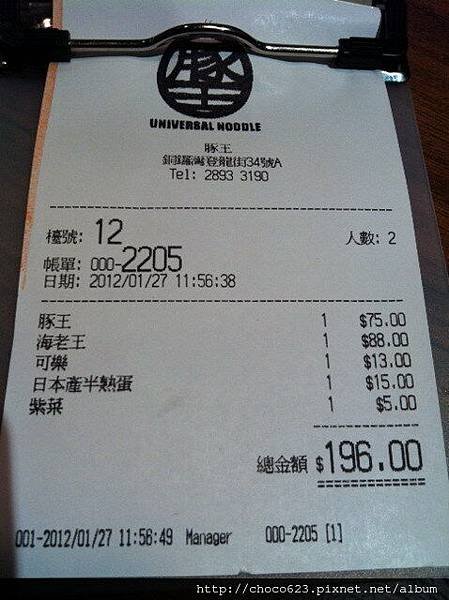 豚王
UNIVERSAL NOODLE
豚王
銅鑼灣登龍街34號A
Tel: 2893 3190
檯號: 12 人數: 2
帳單: 000-2205
日期: 2012/01/27 11:56:38
豚王 1 $75.00
海老王 1 $88.00
可樂 1 $13.00
日本產半熟蛋 1 $15.00
紫菜 1 $5.00
總金額 $196.00
001-2012/01/27 11:56:49 Manager 000-2205 [1]
http://choco623.pixnet.net/album